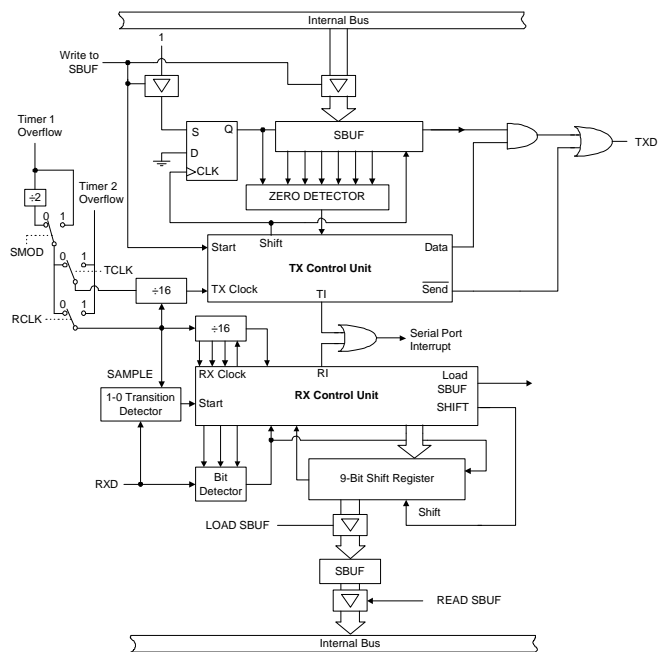 Internal Bus
1
Write to
SBUF
S
Q
D
CLK
SBUF
TXD
Timer 1
Overflow
÷2
Timer 2
Overflow
0
1
SMOD
ZERO DETECTOR
Start
Shift
Data
TX Control Unit
TX Clock
TI
Send
0
1
TCLK
÷16
RCLK
0
1
÷16
Serial Port
Interrupt
SAMPLE
RX Clock
RI
Load
SBUF
1-0 Transition
Detector
Start
RX Control Unit
SHIFT
RXD
Bit
Detector
9-Bit Shift Register
Shift
LOAD SBUF
SBUF
READ SBUF
Internal Bus